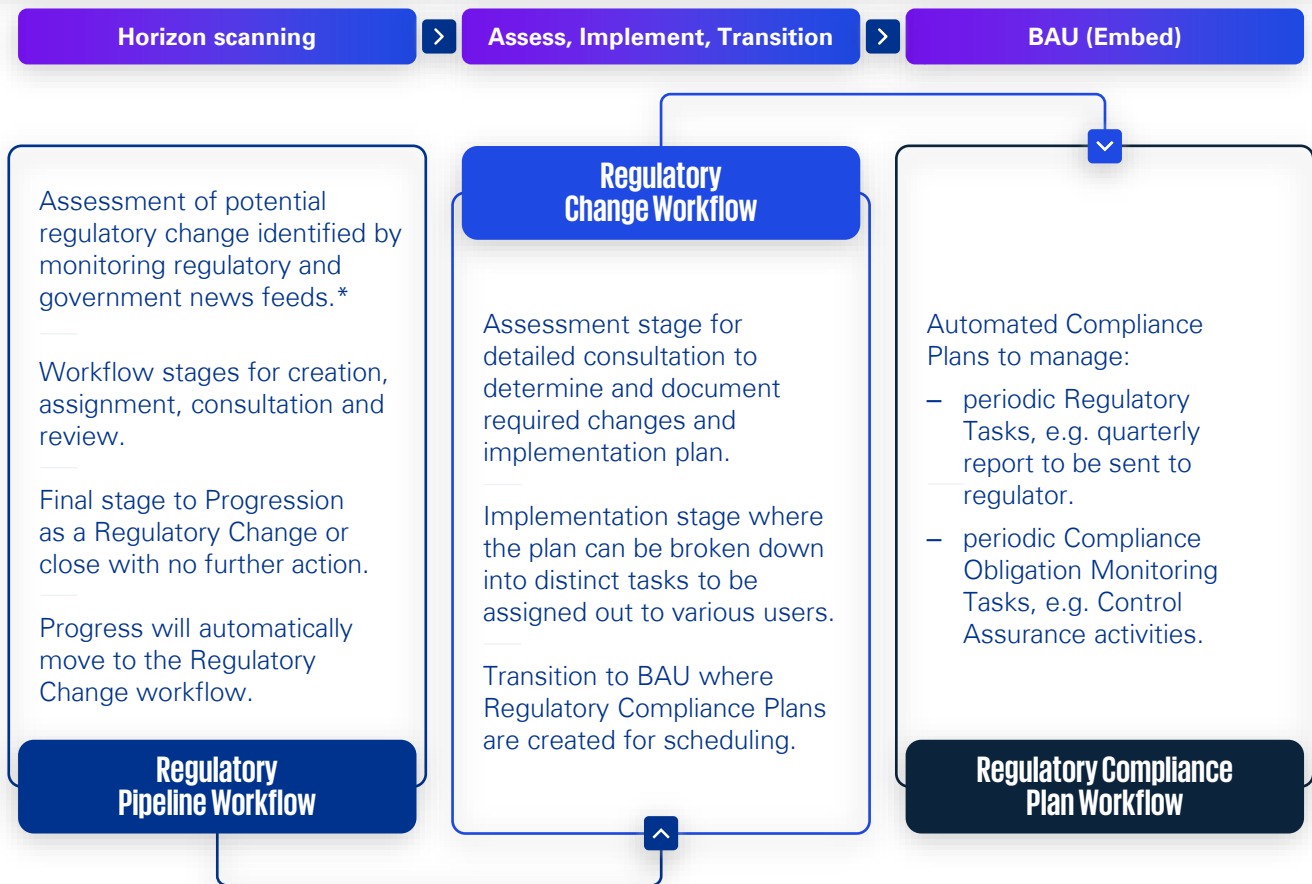 Horizon scanning
Assess, Implement, Transition
BAU (Embed)
Assessment of potential
regulatory change identified by
monitoring regulatory and
government news feeds.*
Workflow stages for creation,
assignment, consultation and
review.
Final stage to Progression
as a Regulatory Change or
close with no further action.
Progress will automatically
move to the Regulatory
Change workflow.
Regulatory
Pipeline Workflow
Regulatory
Change Workflow
Assessment stage for
detailed consultation to
determine and document
required changes and
implementation plan.
Implementation stage where
the plan can be broken down
into distinct tasks to be
assigned out to various users.
Transition to BAU where
Regulatory Compliance Plans
are created for scheduling.
Automated Compliance
Plans to manage:
– periodic Regulatory
Tasks, e.g. quarterly
report to be sent to
regulator.
– periodic Compliance
Obligation Monitoring
Tasks, e.g. Control
Assurance activities.
Regulatory Compliance
Plan Workflow